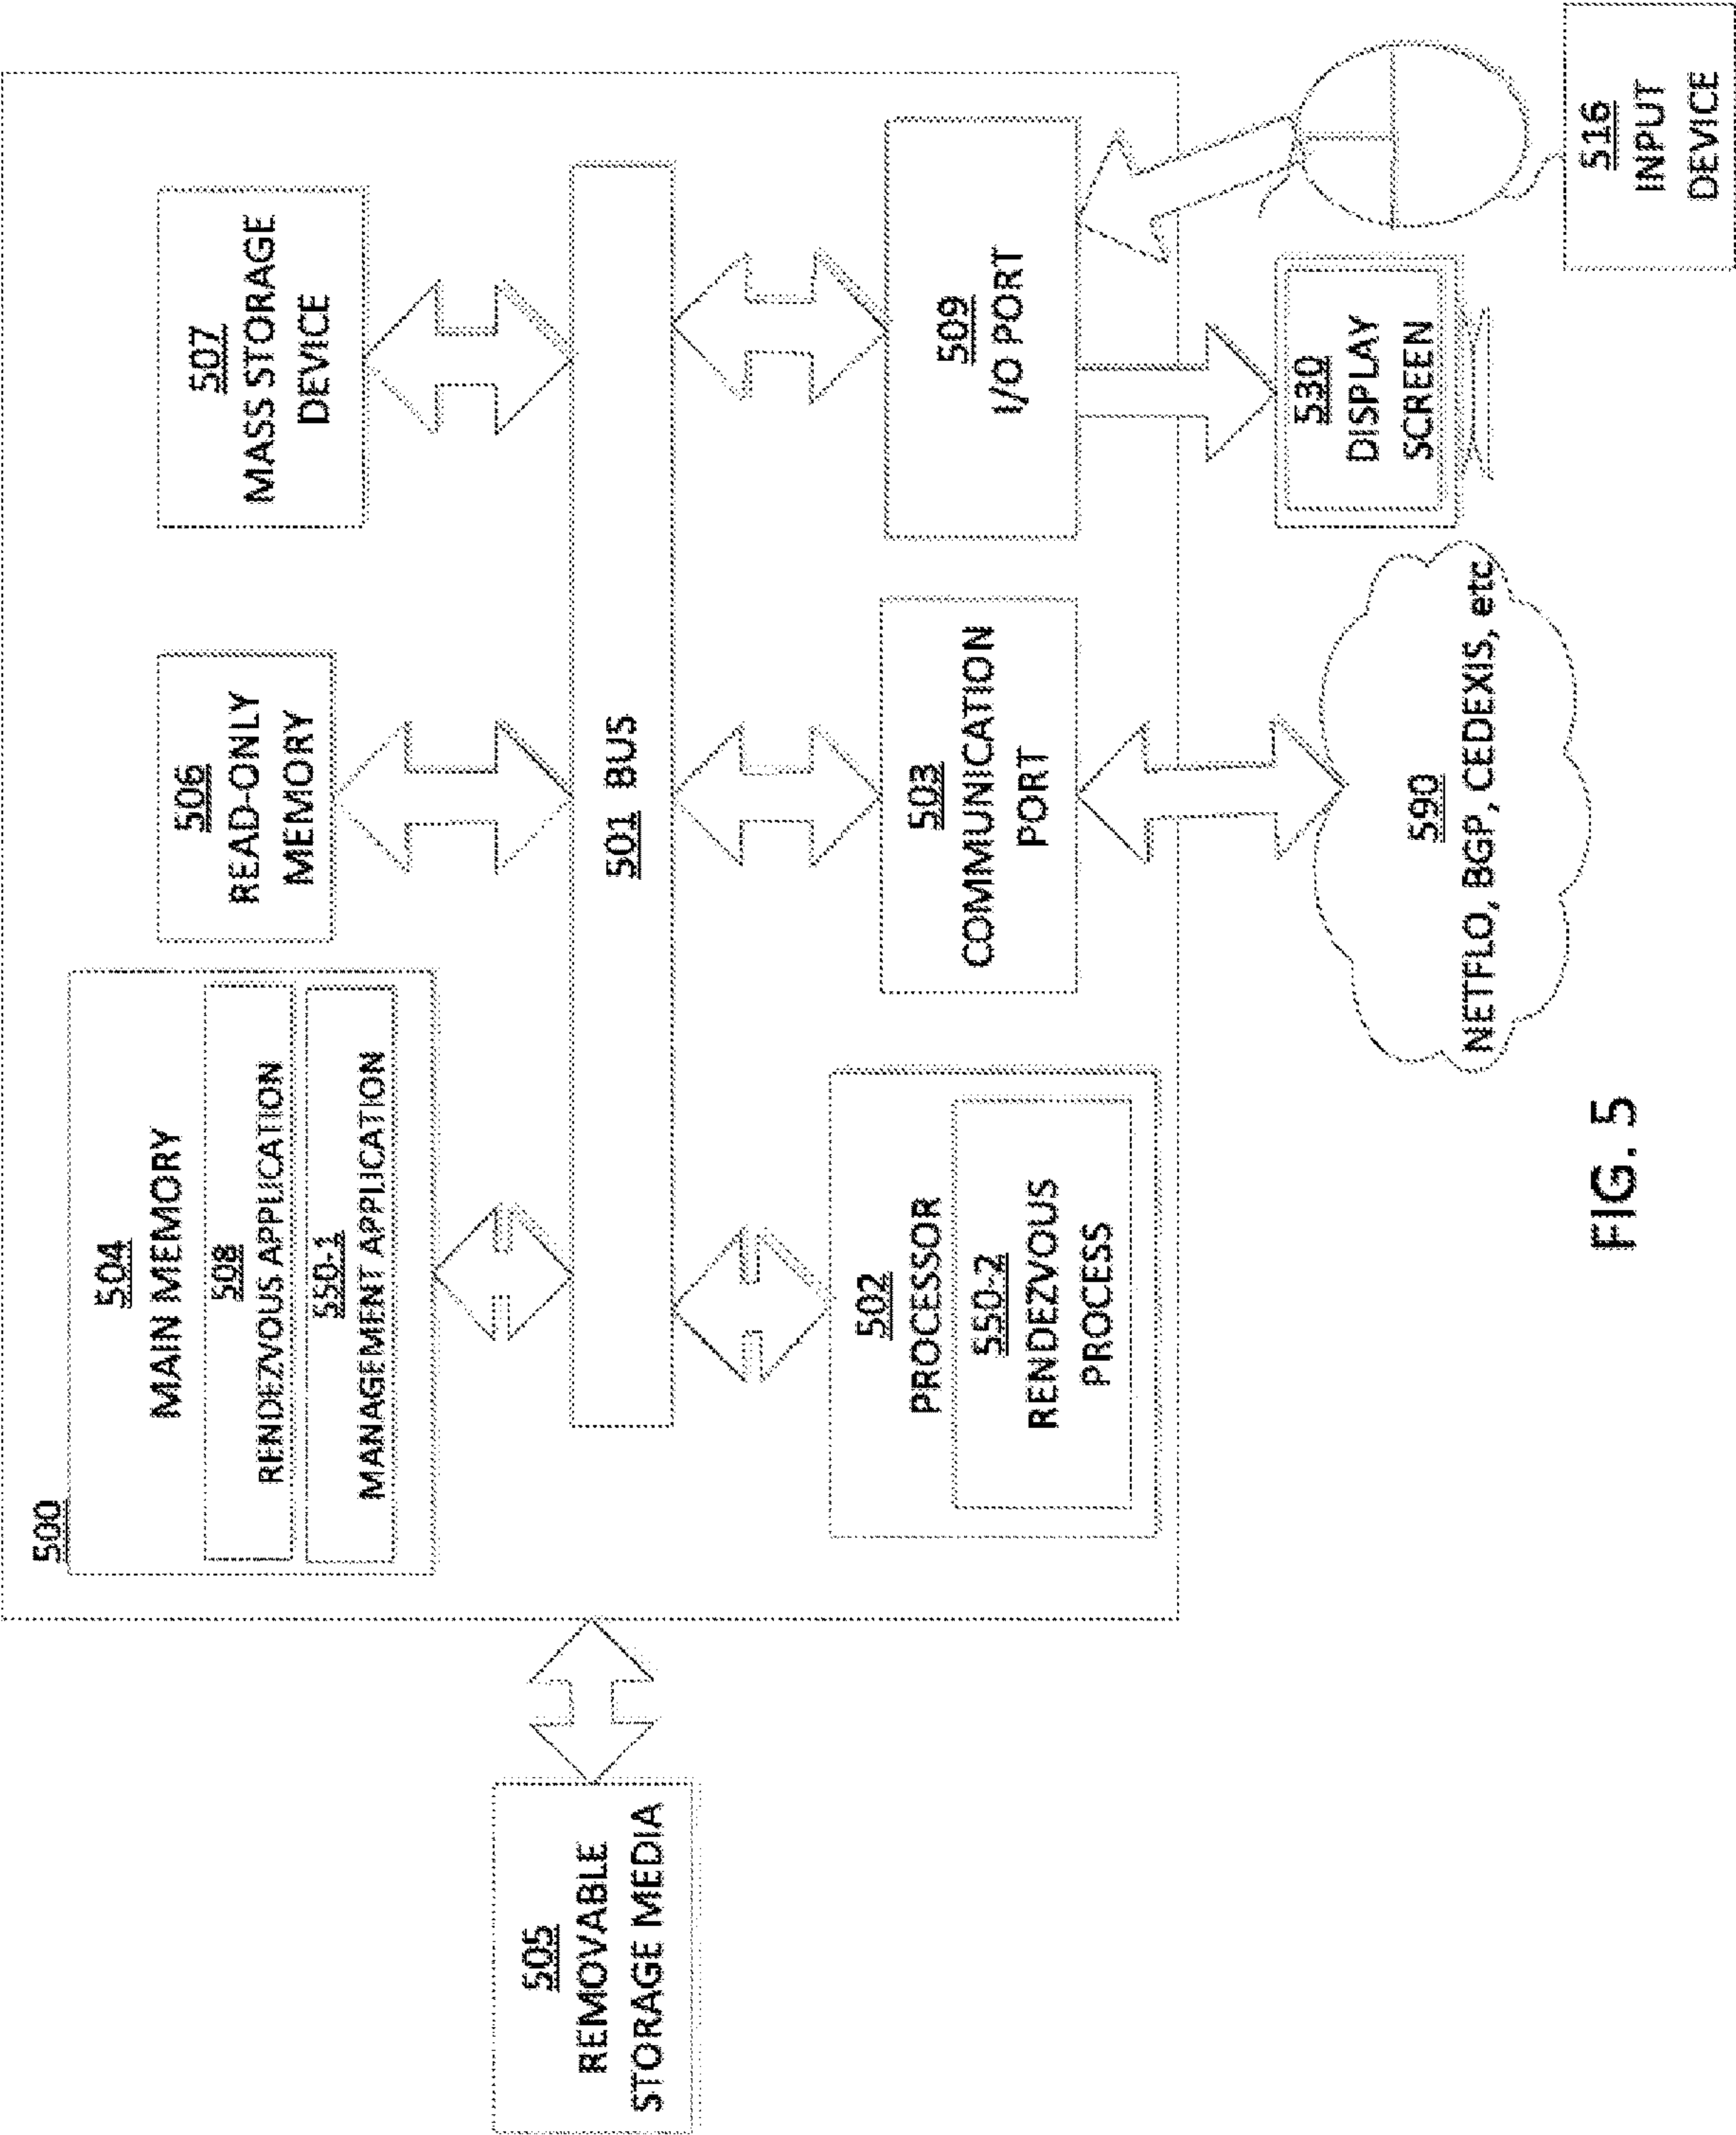 500
504
MAIN MEMORY
508
RENDEZVOUS APPLICATION
550-1
MANAGEMENT APPLICATION
506
READ-ONLY
MEMORY
507
MASS STORAGE
DEVICE
505
REMOVABLE
STORAGE MEDIA
501 BUS
502
PROCESSOR
550-2
RENDEZVOUS
PROCESS
503
COMMUNICATION
PORT
509
I/O PORT
590
NETFLO, BGP, CEDEXIS, etc
530
DISPLAY
SCREEN
516
INPUT
DEVICE
FIG. 5